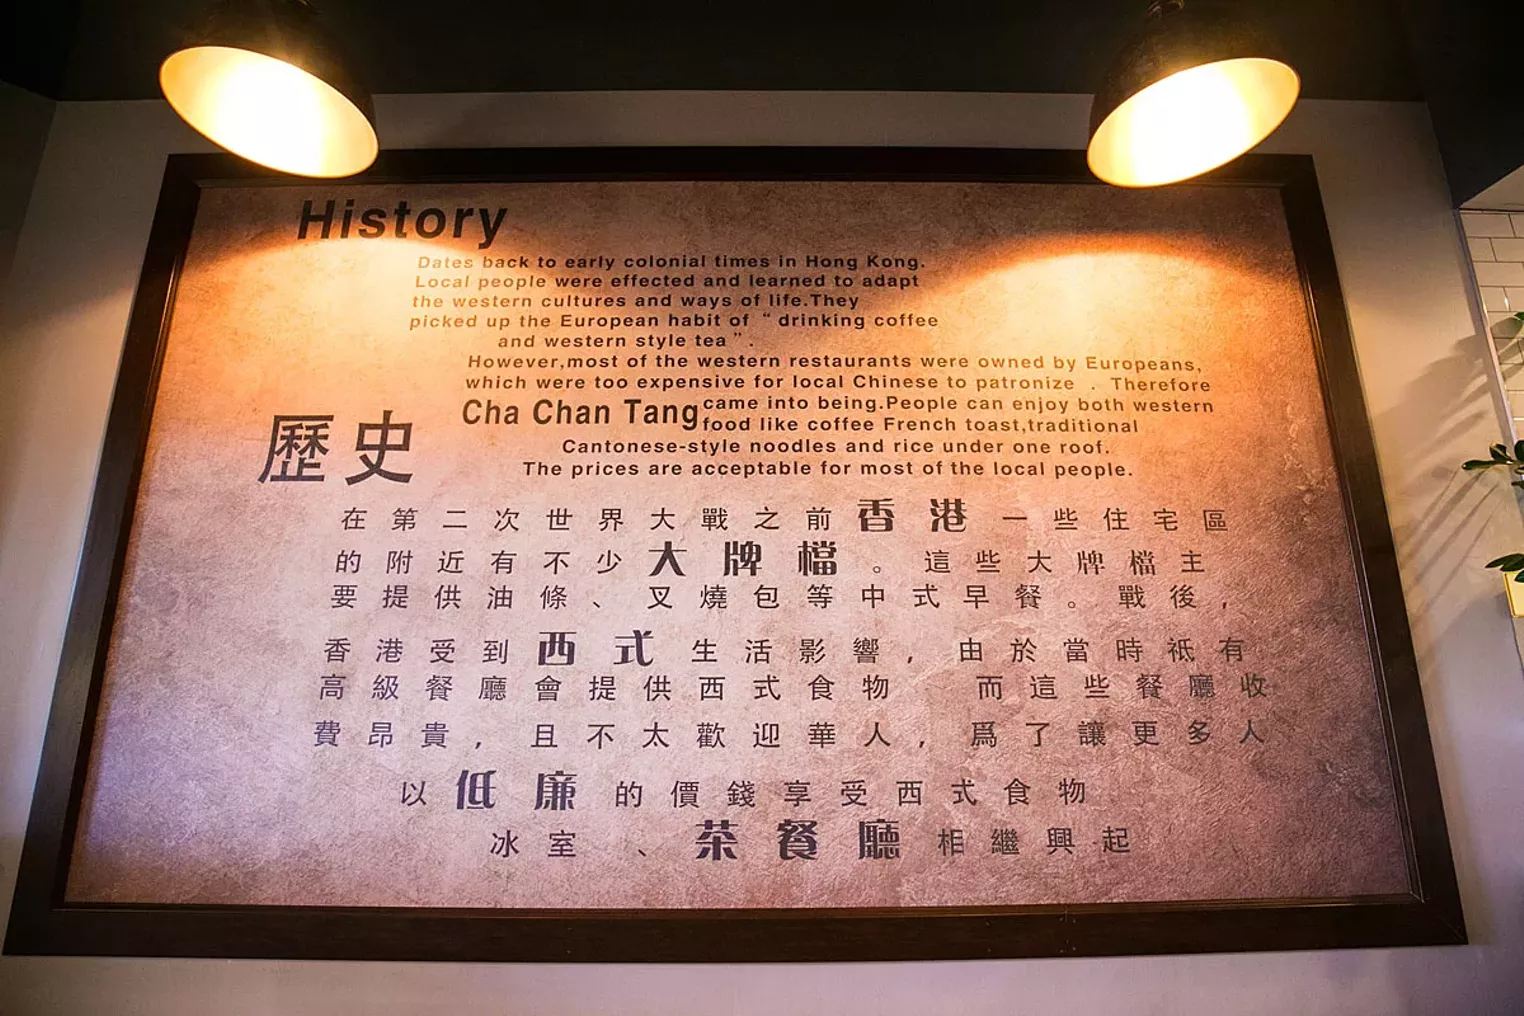 History
Dates back to early colonial times in Hong Kong.
Local people were effected and learned to adapt
the western cultures and ways of life.They
picked up the European habit of “ drinking coffee
and western style tea ”.
However,most of the western restaurants were owned by Europeans,
which were too expensive for local Chinese to patronize . Therefore
Cha Chan Tang came into being.People can enjoy both western
food like coffee French toast,traditional
Cantonese-style noodles and rice under one roof.
The prices are acceptable for most of the local people.
歷史
在第二次世界大戰之前香港一些住宅區
的附近有不少大牌檔。這些大牌檔主
要提供油條、叉燒包等中式早餐。戰後，
香港受到西式生活影響，由於當時祇有
高級餐廳會提供西式食物 而這些餐廳收
費昂貴，且不太歡迎華人，爲了讓更多人
以低廉的價錢享受西式食物
冰室、茶餐廳相繼興起